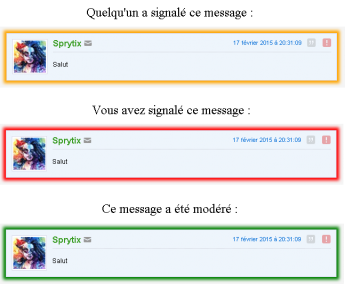 Quelqu'un a signalé ce message :
Sprytix 17 février 2015 à 20:31:09
Salut
Vous avez signalé ce message :
Sprytix 17 février 2015 à 20:31:09
Salut
Ce message a été modéré :
Sprytix 17 février 2015 à 20:31:09
Salut